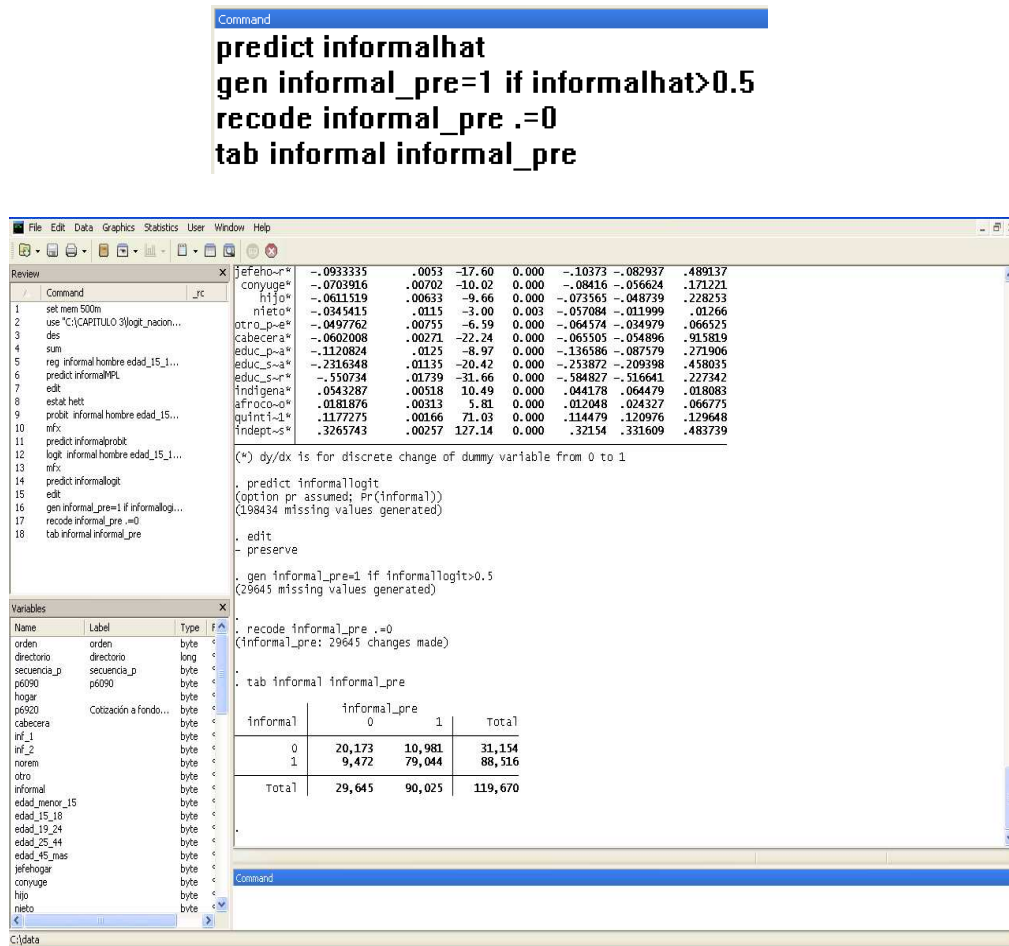 Command
predict informalhat
gen informal_pre=1 if informalhat>0.5
recode informal_pre .=0
tab informal informal_pre
File Edit Data Graphics Statistics User Window Help
Review
Command _rc
1 set mem 500m
2 use "C:\CAPITULO 3\logit_nacion...
3 des
4 sum
5 reg informal hombre edad_15_1...
6 predict informalMPL
7 edit
8 estat hett
9 probit informal hombre edad_15...
10 mfx
11 predict informalprobit
12 logit informal hombre edad_15_1...
13 mfx
14 predict informallogit
15 edit
16 gen informal_pre=1 if informallogi...
17 recode informal_pre .=0
18 tab informal informal_pre
Variables
Name Label Type
orden orden byte
directorio directorio long
secuencia_p secuencia_p byte
p6090 p6090 byte
hogar byte
p6920 Cotización a fondo... byte
cabecera byte
inf_1 byte
inf_2 byte
norem byte
otro byte
informal byte
edad_menor_15 byte
edad_15_18 byte
edad_19_24 byte
edad_25_44 byte
edad_45_mas byte
jefehogar byte
conyuge byte
hijo byte
nieto byte
jefeho~r* -.0933335 .0053 -17.60 0.000 -.10373 -.082937 .489137
conyuge* -.0703916 .00702 -10.02 0.000 -.08416 -.056624 .171221
hijo* -.0611519 .00633 -9.66 0.000 -.073565 -.048739 .228253
nieto* -.0345415 .0115 -3.00 0.003 -.057084 -.011999 .01266
otro_p~e* -.0497762 .00755 -6.59 0.000 -.064574 -.034979 .066525
cabecera* -.0602008 .00271 -22.24 0.000 -.065505 -.054896 .915819
educ_p~a* -.1120824 .0125 -8.97 0.000 -.136586 -.087579 .271906
educ_s~a* -.2316348 .01135 -20.42 0.000 -.253872 -.209398 .458035
educ_s~r* -.550734 .01739 -31.66 0.000 -.584827 -.516641 .227342
indigena* .0543287 .00518 10.49 0.000 .044178 .064479 .018083
afroco~o* .0181876 .00313 5.81 0.000 .012048 .024327 .066775
quinti~1* .1177275 .00166 71.03 0.000 .114479 .120976 .129648
indept~s* .3265743 .00257 127.14 0.000 .32154 .331609 .483739
(*) dy/dx is for discrete change of dummy variable from 0 to 1
. predict informallogit
(option pr assumed; Pr(informal))
(198434 missing values generated)
. edit
- preserve
. gen informal_pre=1 if informallogit>0.5
(29645 missing values generated)
.
. recode informal_pre .=0
(informal_pre: 29645 changes made)
.
. tab informal informal_pre
informal_pre
informal 0 1 Total
0 20,173 10,981 31,154
1 9,472 79,044 88,516
Total 29,645 90,025 119,670
.
Command
C:\data